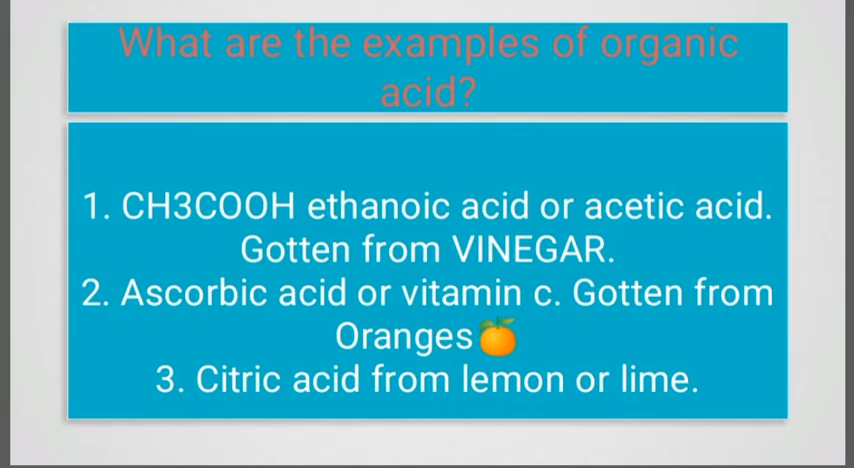 What are the examples of organic
acid?
1. CH3COOH ethanoic acid or acetic acid.
Gotten from VINEGAR.
2. Ascorbic acid or vitamin c. Gotten from
Oranges🍊
3. Citric acid from lemon or lime.